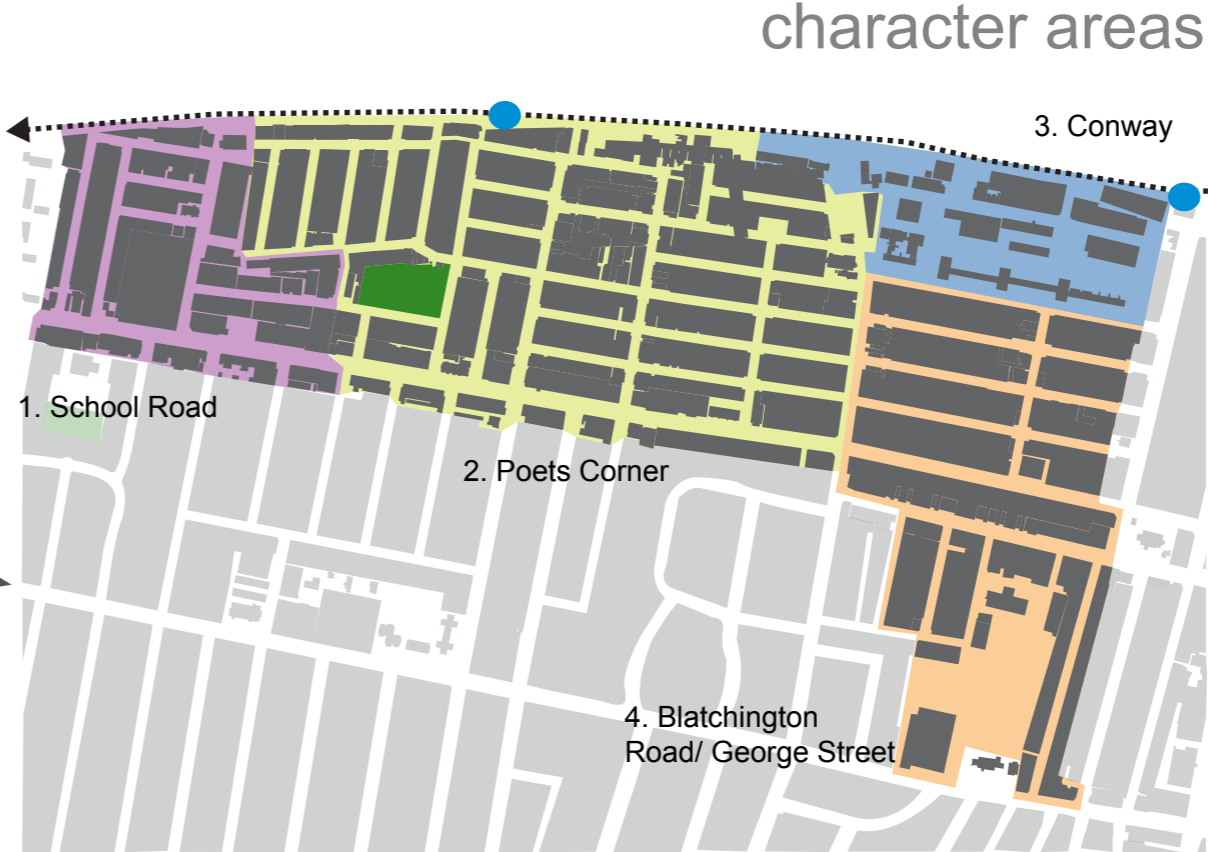 character areas
3. Conway
1. School Road
2. Poets Corner
4. Blatchington
Road/ George Street